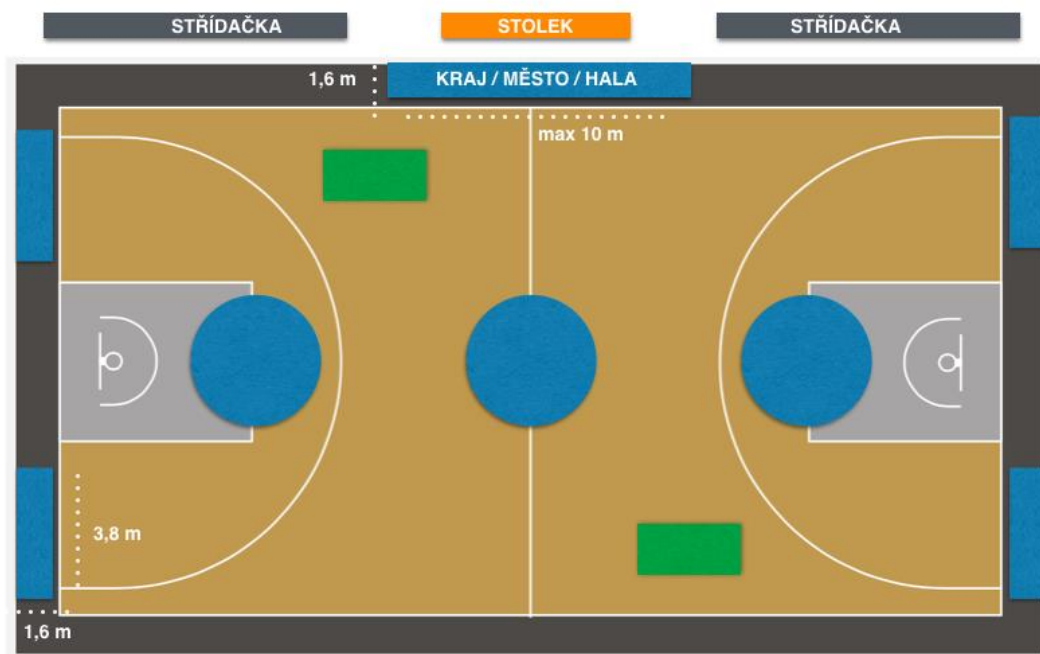 STŘÍDAČKA
STOLEK
STŘÍDAČKA
1,6 m
KRAJ / MĚSTO / HALA
max 10 m
3,8 m
1,6 m